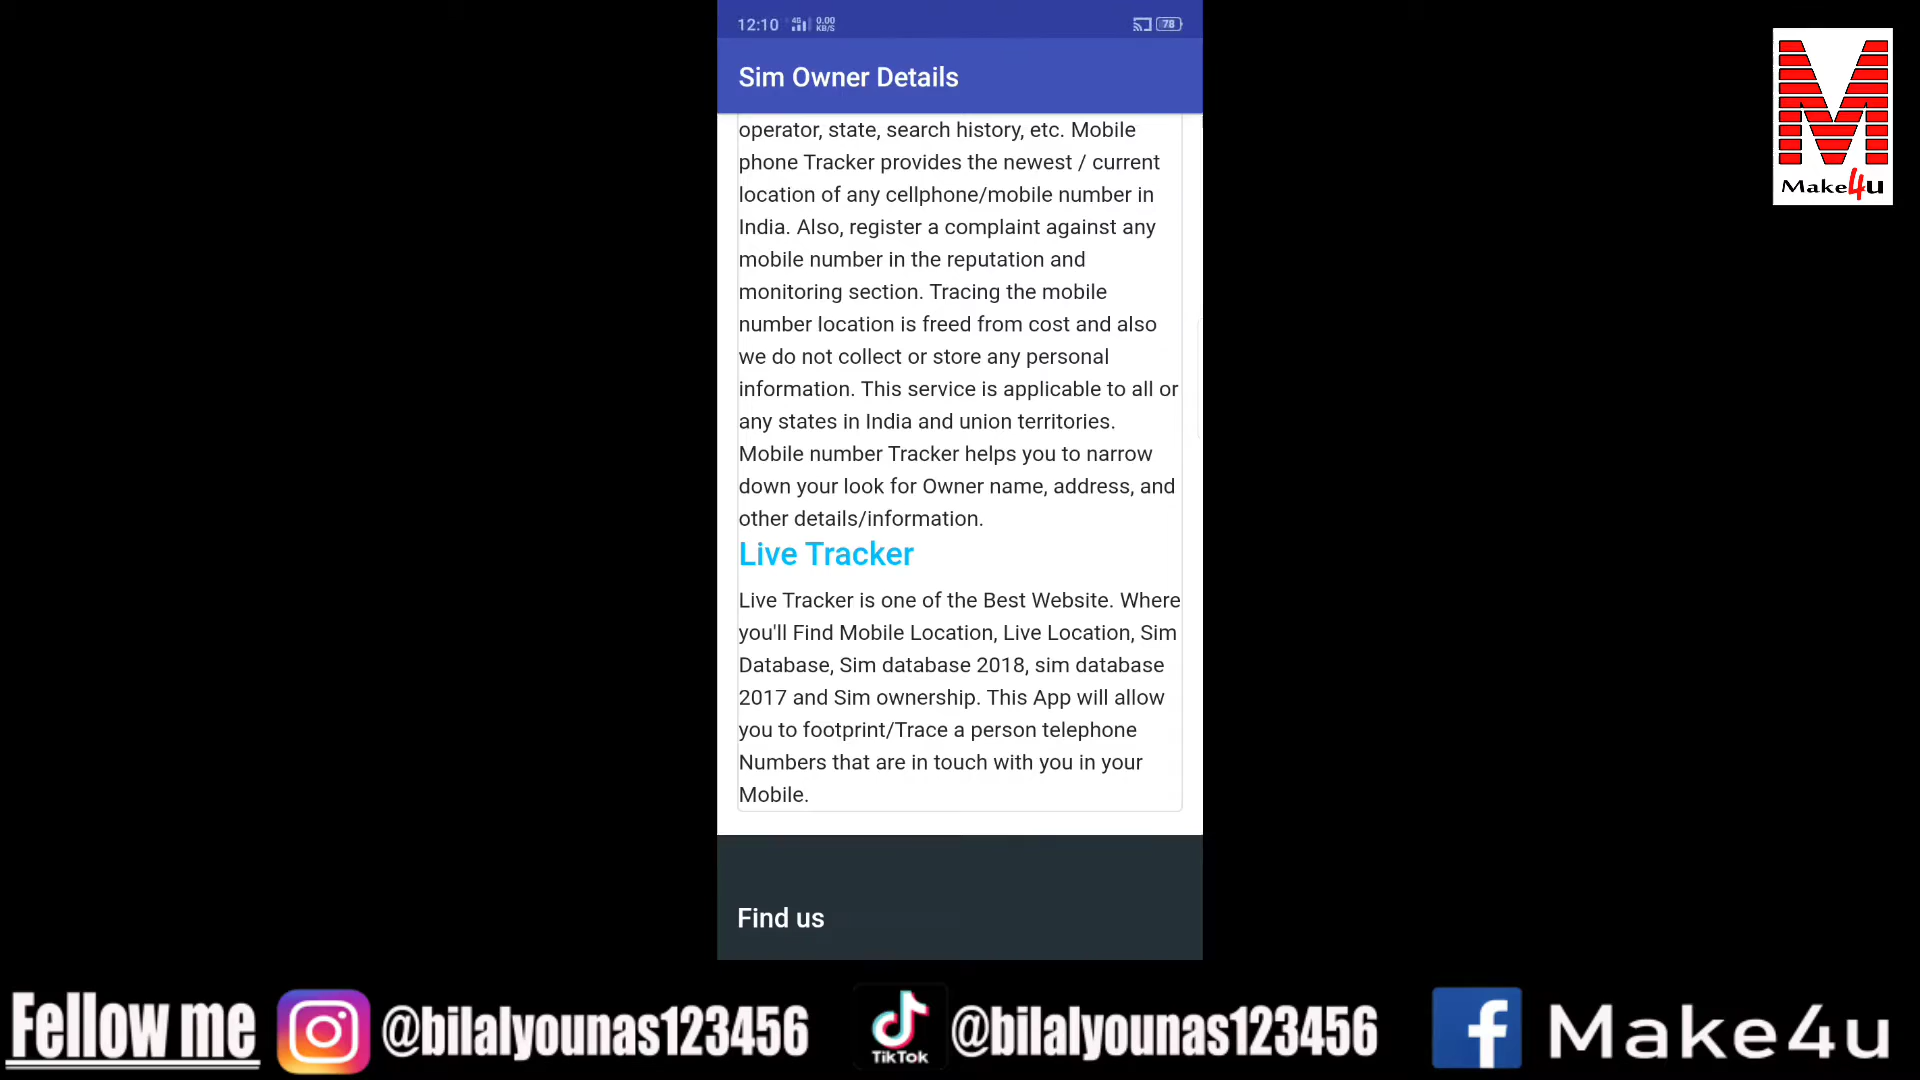 12:10 4G 0.00 KB/S 78
Sim Owner Details
operator, state, search history, etc. Mobile
phone Tracker provides the newest / current
location of any cellphone/mobile number in
India. Also, register a complaint against any
mobile number in the reputation and
monitoring section. Tracing the mobile
number location is freed from cost and also
we do not collect or store any personal
information. This service is applicable to all or
any states in India and union territories.
Mobile number Tracker helps you to narrow
down your look for Owner name, address, and
other details/information.
Live Tracker
Live Tracker is one of the Best Website. Where
you'll Find Mobile Location, Live Location, Sim
Database, Sim database 2018, sim database
2017 and Sim ownership. This App will allow
you to footprint/Trace a person telephone
Numbers that are in touch with you in your
Mobile.
Find us
M
Make4u
Fellow me @bilalyounas123456 TikTok @bilalyounas123456 f Make4u